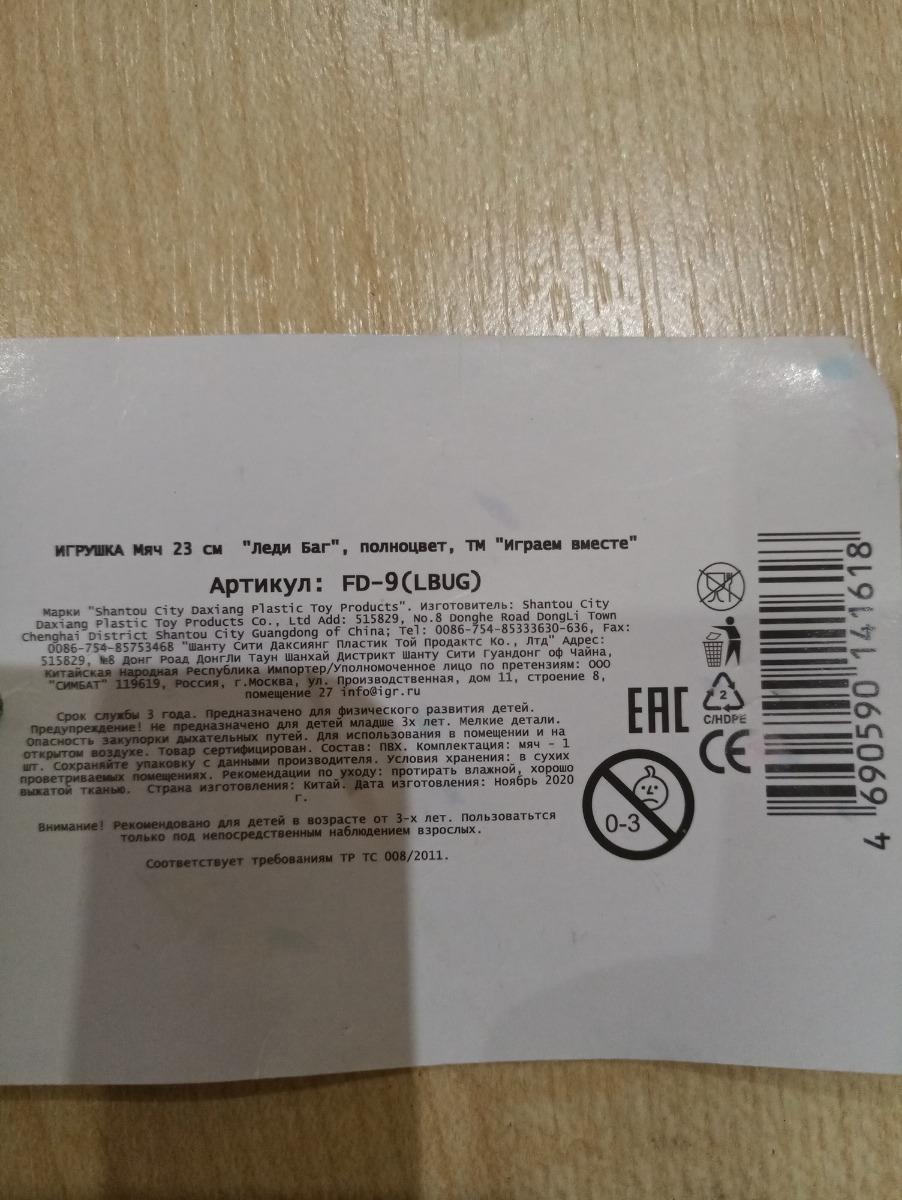 ИГРУШКА Мяч 23 см "Леди Баг", полноцвет, ТМ "Играем вместе"
Артикул: FD-9(LBUG)
Марки "Shantou City Daxiang Plastic Toy Products". Изготовитель: Shantou City
Daxiang Plastic Toy Products Co., Ltd Add: 515829, No.8 Donghe Road DongLi Town
Chenghai District Shantou City Guangdong of China; Tel: 0086-754-85333630-636, Fax:
0086-754-85753468 "Шанту Сити Даксиянг Пластик Той Продактс Ко., Лтд" Адрес:
515829, №8 Донг Роад ДонгЛи Таун Шанхай Дистрикт Шанту Сити Гуандонг оф Чайна,
Китайская Народная Республика Импортер/Уполномоченное лицо по претензиям: ООО
"СИМБАТ" 119619, Россия, г.Москва, ул. Производственная, дом 11, строение 8,
помещение 27 info@igr.ru
Срок службы 3 года. Предназначено для физического развития детей.
Предупреждение! Не предназначено для детей младше 3х лет. Мелкие детали.
Опасность закупорки дыхательных путей. Для использования в помещении и на
открытом воздухе. Товар сертифицирован. Состав: ПВХ. Комплектация: мяч - 1
шт. Сохраняйте упаковку с данными производителя. Условия хранения: в сухих
проветриваемых помещениях. Рекомендации по уходу: протирать влажной, хорошо
выжатой тканью. Страна изготовления: Китай. Дата изготовления: Ноябрь 2020
г.
Внимание! Рекомендовано для детей в возрасте от 3-х лет. Пользоватьтся
только под непосредственным наблюдением взрослых.
Соответствует требованиям ТР ТС 008/2011.
EAC
2
C/HDPE
CE
0-3
4 690590 141618